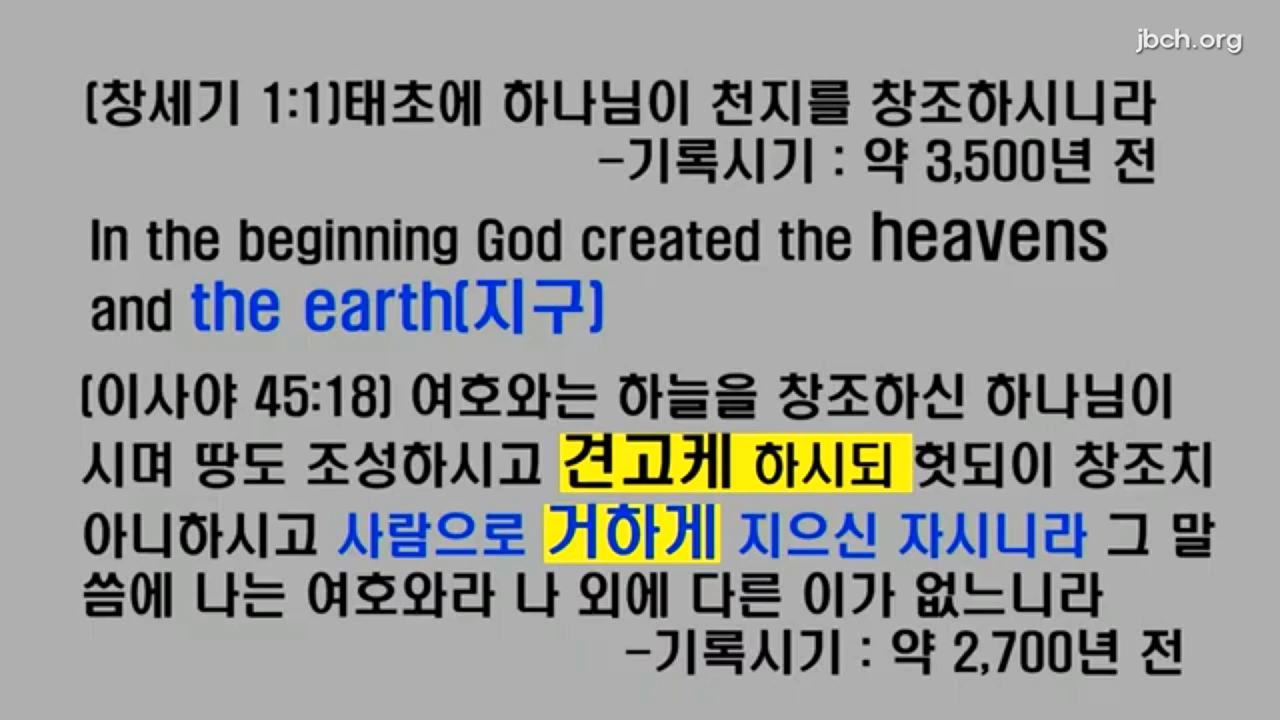 jbch.org
(창세기 1:1)태초에 하나님이 천지를 창조하시니라
-기록시기 : 약 3,500년 전
In the beginning God created the heavens
and the earth(지구)
(이사야 45:18) 여호와는 하늘을 창조하신 하나님이
시며 땅도 조성하시고 견고케 하시되 헛되이 창조치
아니하시고 사람으로 거하게 지으신 자시니라 그 말
씀에 나는 여호와라 나 외에 다른 이가 없느니라
-기록시기 : 약 2,700년 전